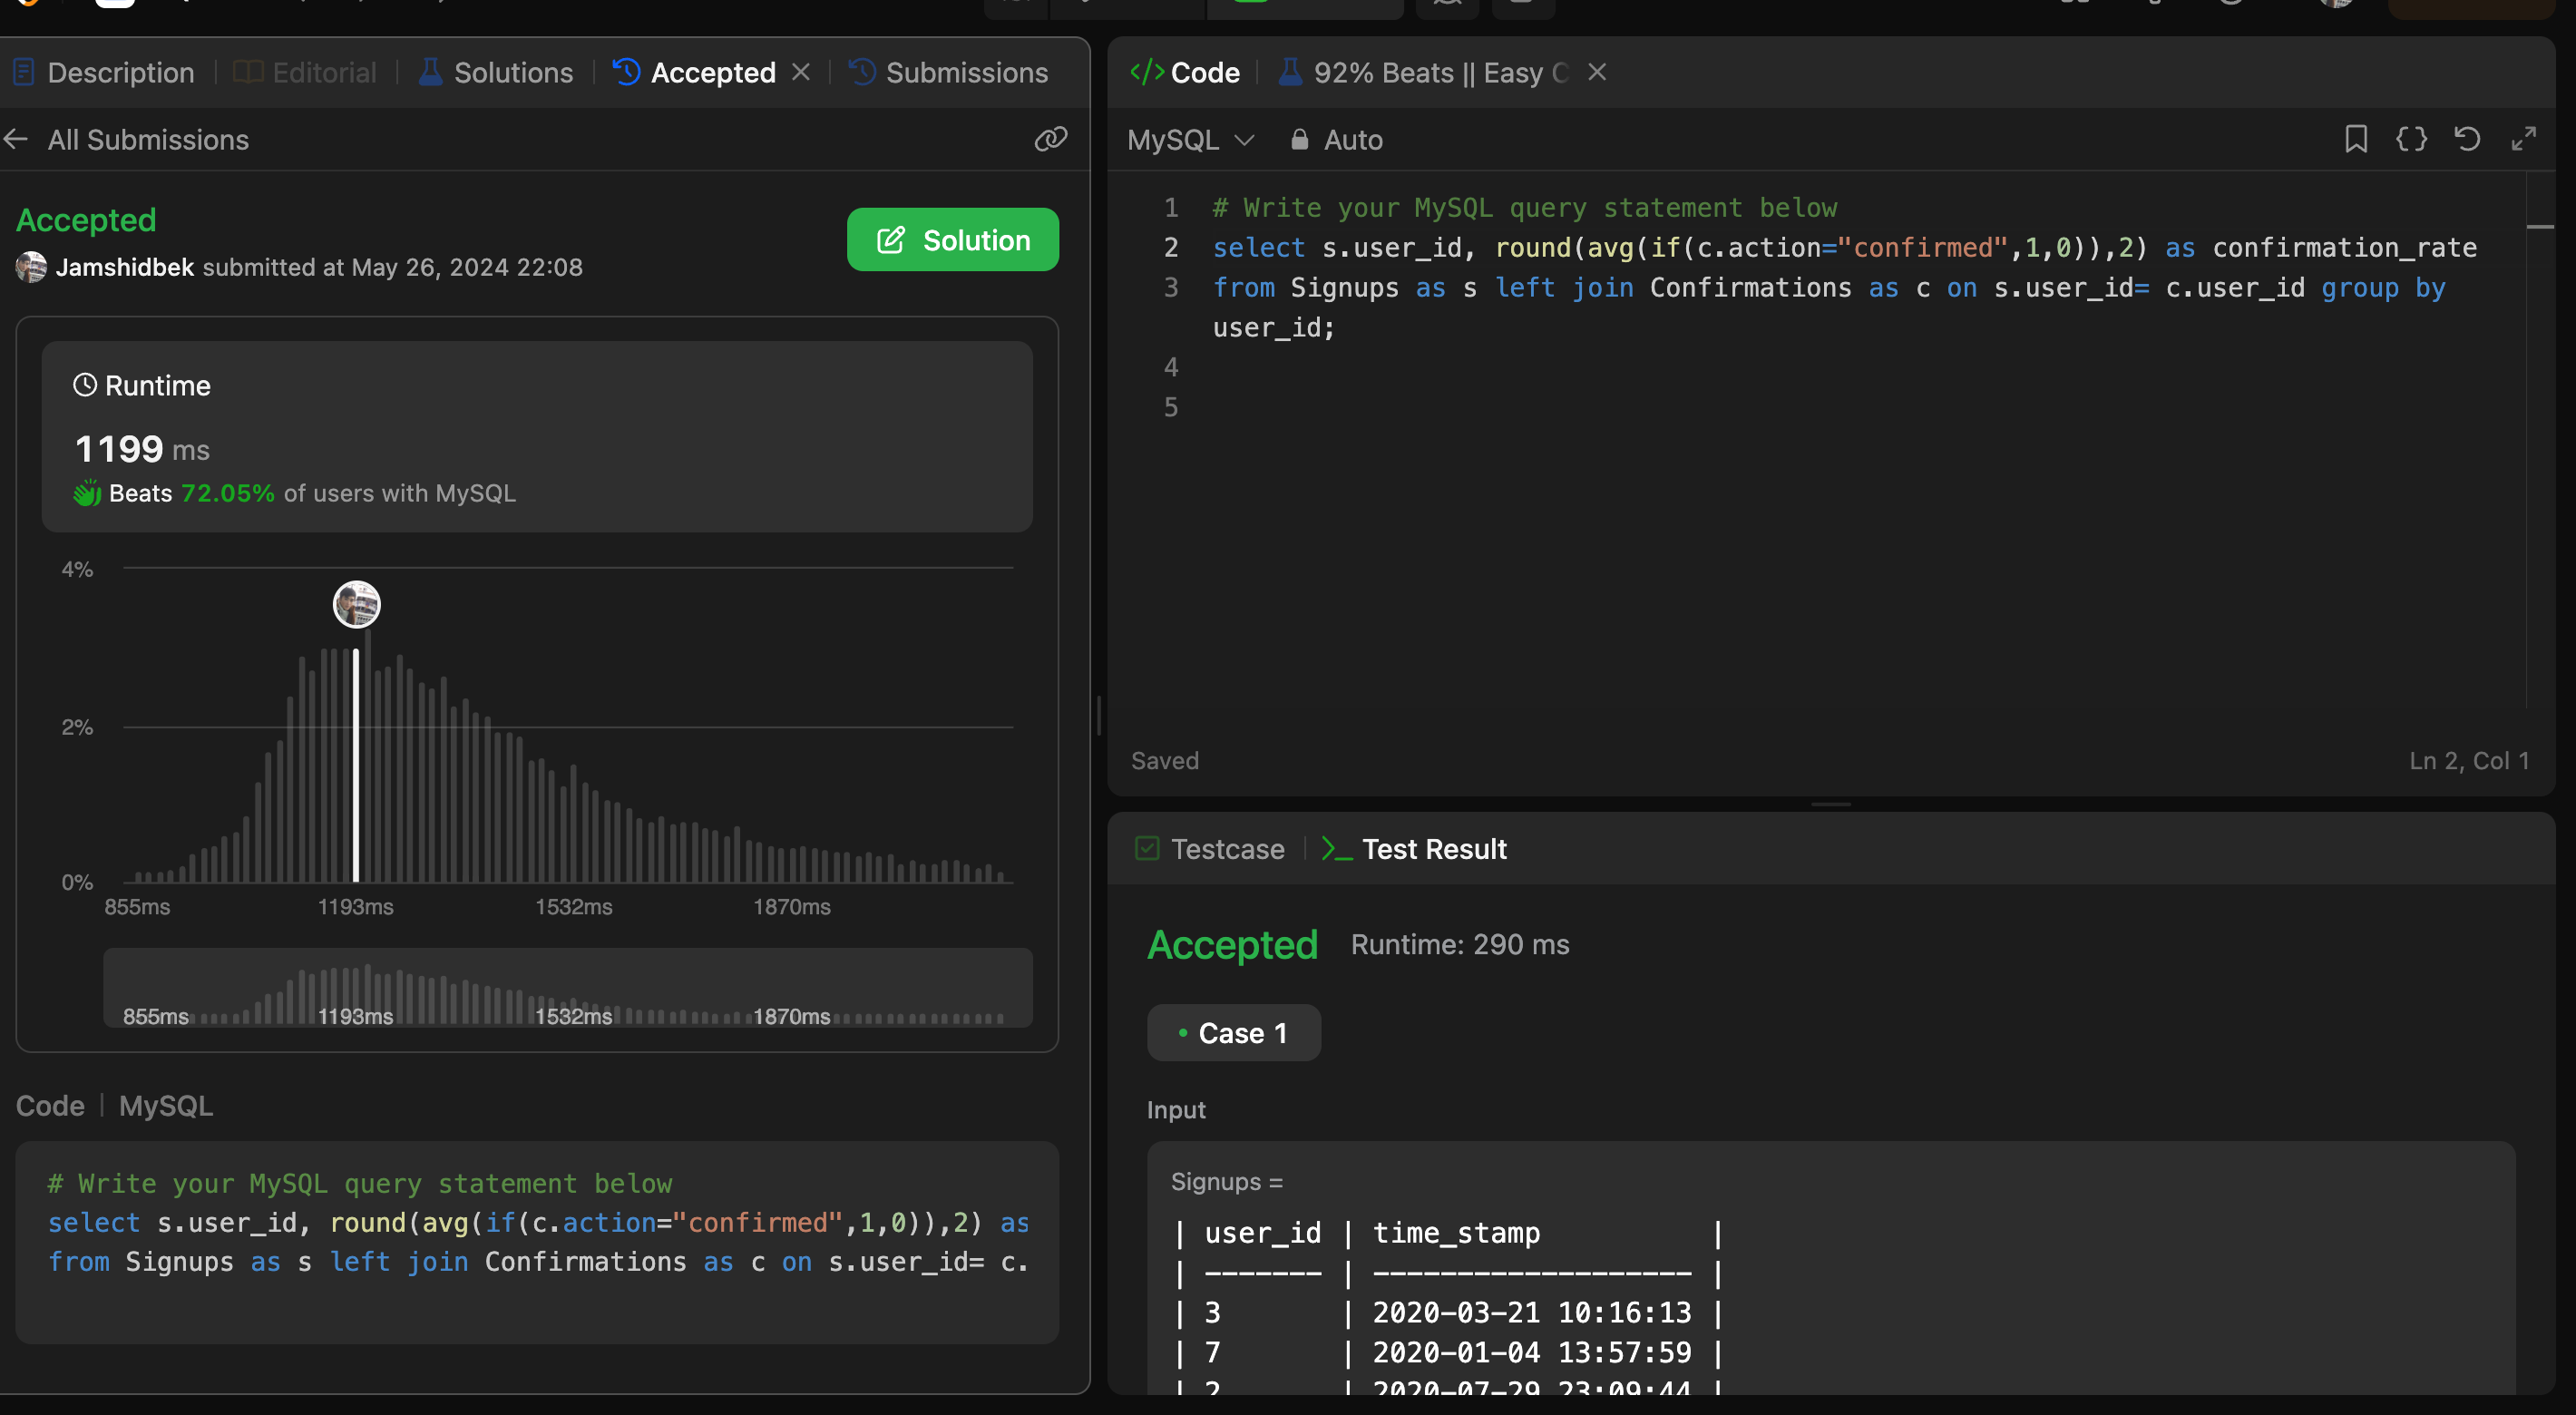 Description | Editorial | Solutions | Accepted | Submissions
All Submissions
Accepted
Jamshidbek submitted at May 26, 2024 22:08
Solution
Runtime
1199 ms
Beats 72.05% of users with MySQL
4%
2%
0%
855ms 1193ms 1532ms 1870ms
855ms 1193ms 1532ms 1870ms
Code | MySQL
# Write your MySQL query statement below
select s.user_id, round(avg(if(c.action="confirmed",1,0)),2) as
from Signups as s left join Confirmations as c on s.user_id= c.
</> Code | 92% Beats || Easy
MySQL Auto
1 # Write your MySQL query statement below
2 select s.user_id, round(avg(if(c.action="confirmed",1,0)),2) as confirmation_rate
3 from Signups as s left join Confirmations as c on s.user_id= c.user_id group by
user_id;
4
5
Saved Ln 2, Col 1
Testcase | >_ Test Result
Accepted Runtime: 290 ms
• Case 1
Input
Signups =
| user_id | time_stamp          |
| ------- | ------------------- |
| 3       | 2020-03-21 10:16:13 |
| 7       | 2020-01-04 13:57:59 |
| 2       | 2020-07-29 23:09:44 |